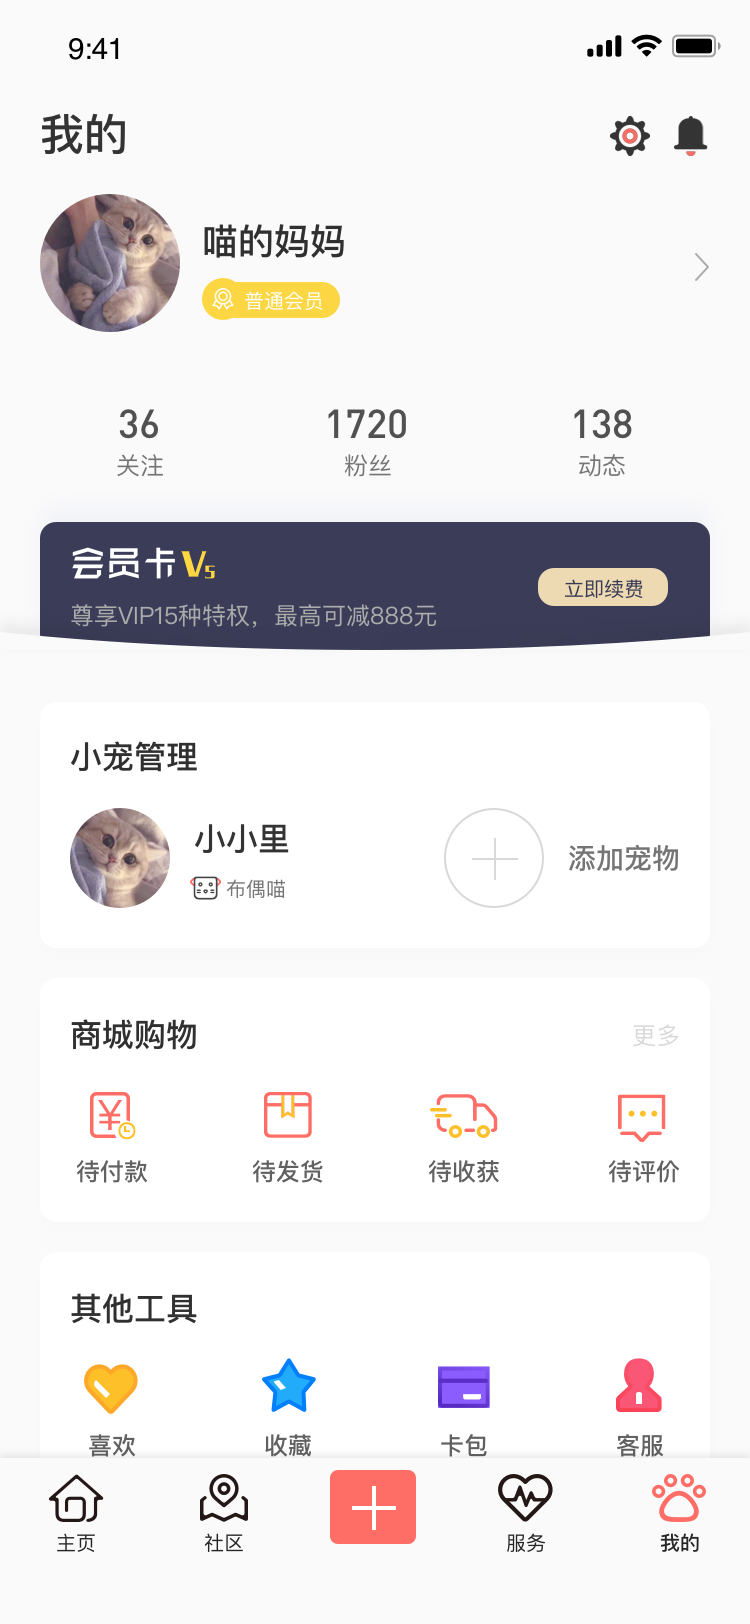 9:41
我的
喵的妈妈
普通会员
36
1720
138
关注
粉丝
动态
会员卡V5
尊享VIP15种特权，最高可减888元
立即续费
小宠管理
小小里
布偶喵
添加宠物
商城购物
更多
待付款
待发货
待收获
待评价
其他工具
喜欢
收藏
卡包
客服
主页
社区
服务
我的